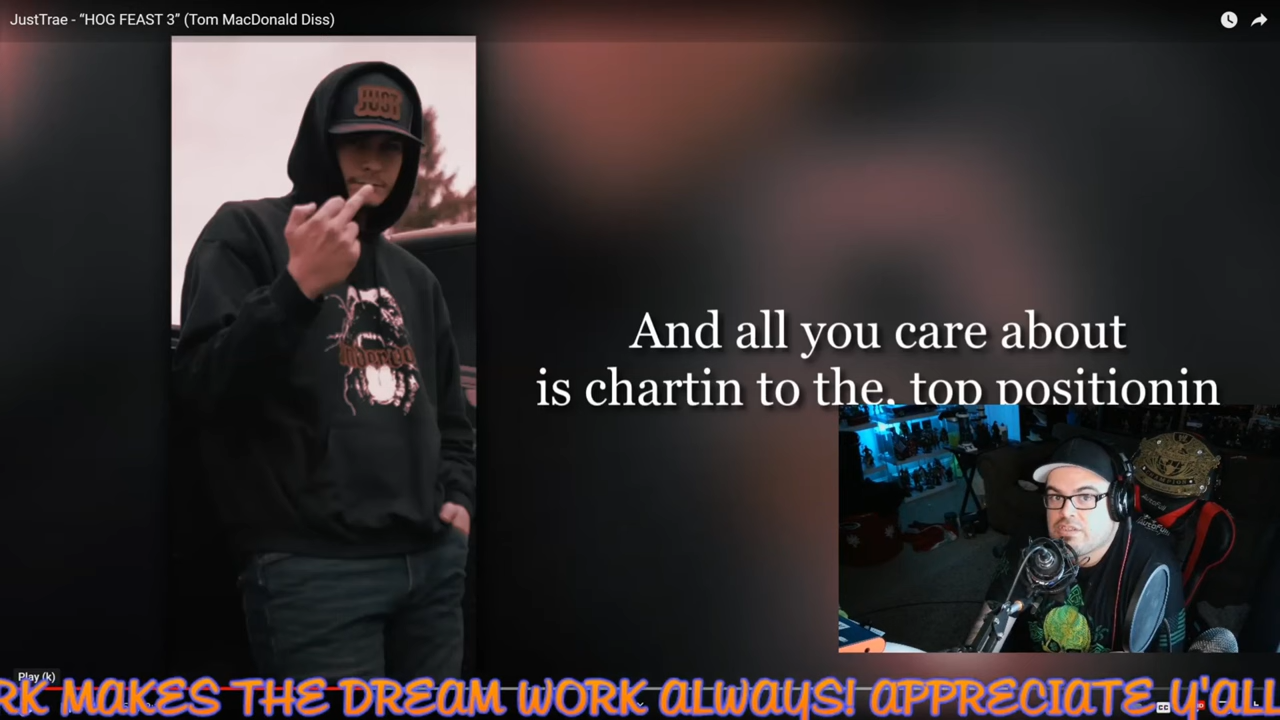 JustTrae - “HOG FEAST 3” (Tom MacDonald Diss)
JUST
And all you care about
is chartin to the, top positionin
CHAMPION
Play (k)
RK MAKES THE DREAM WORK ALWAYS! APPRECIATE Y'ALL